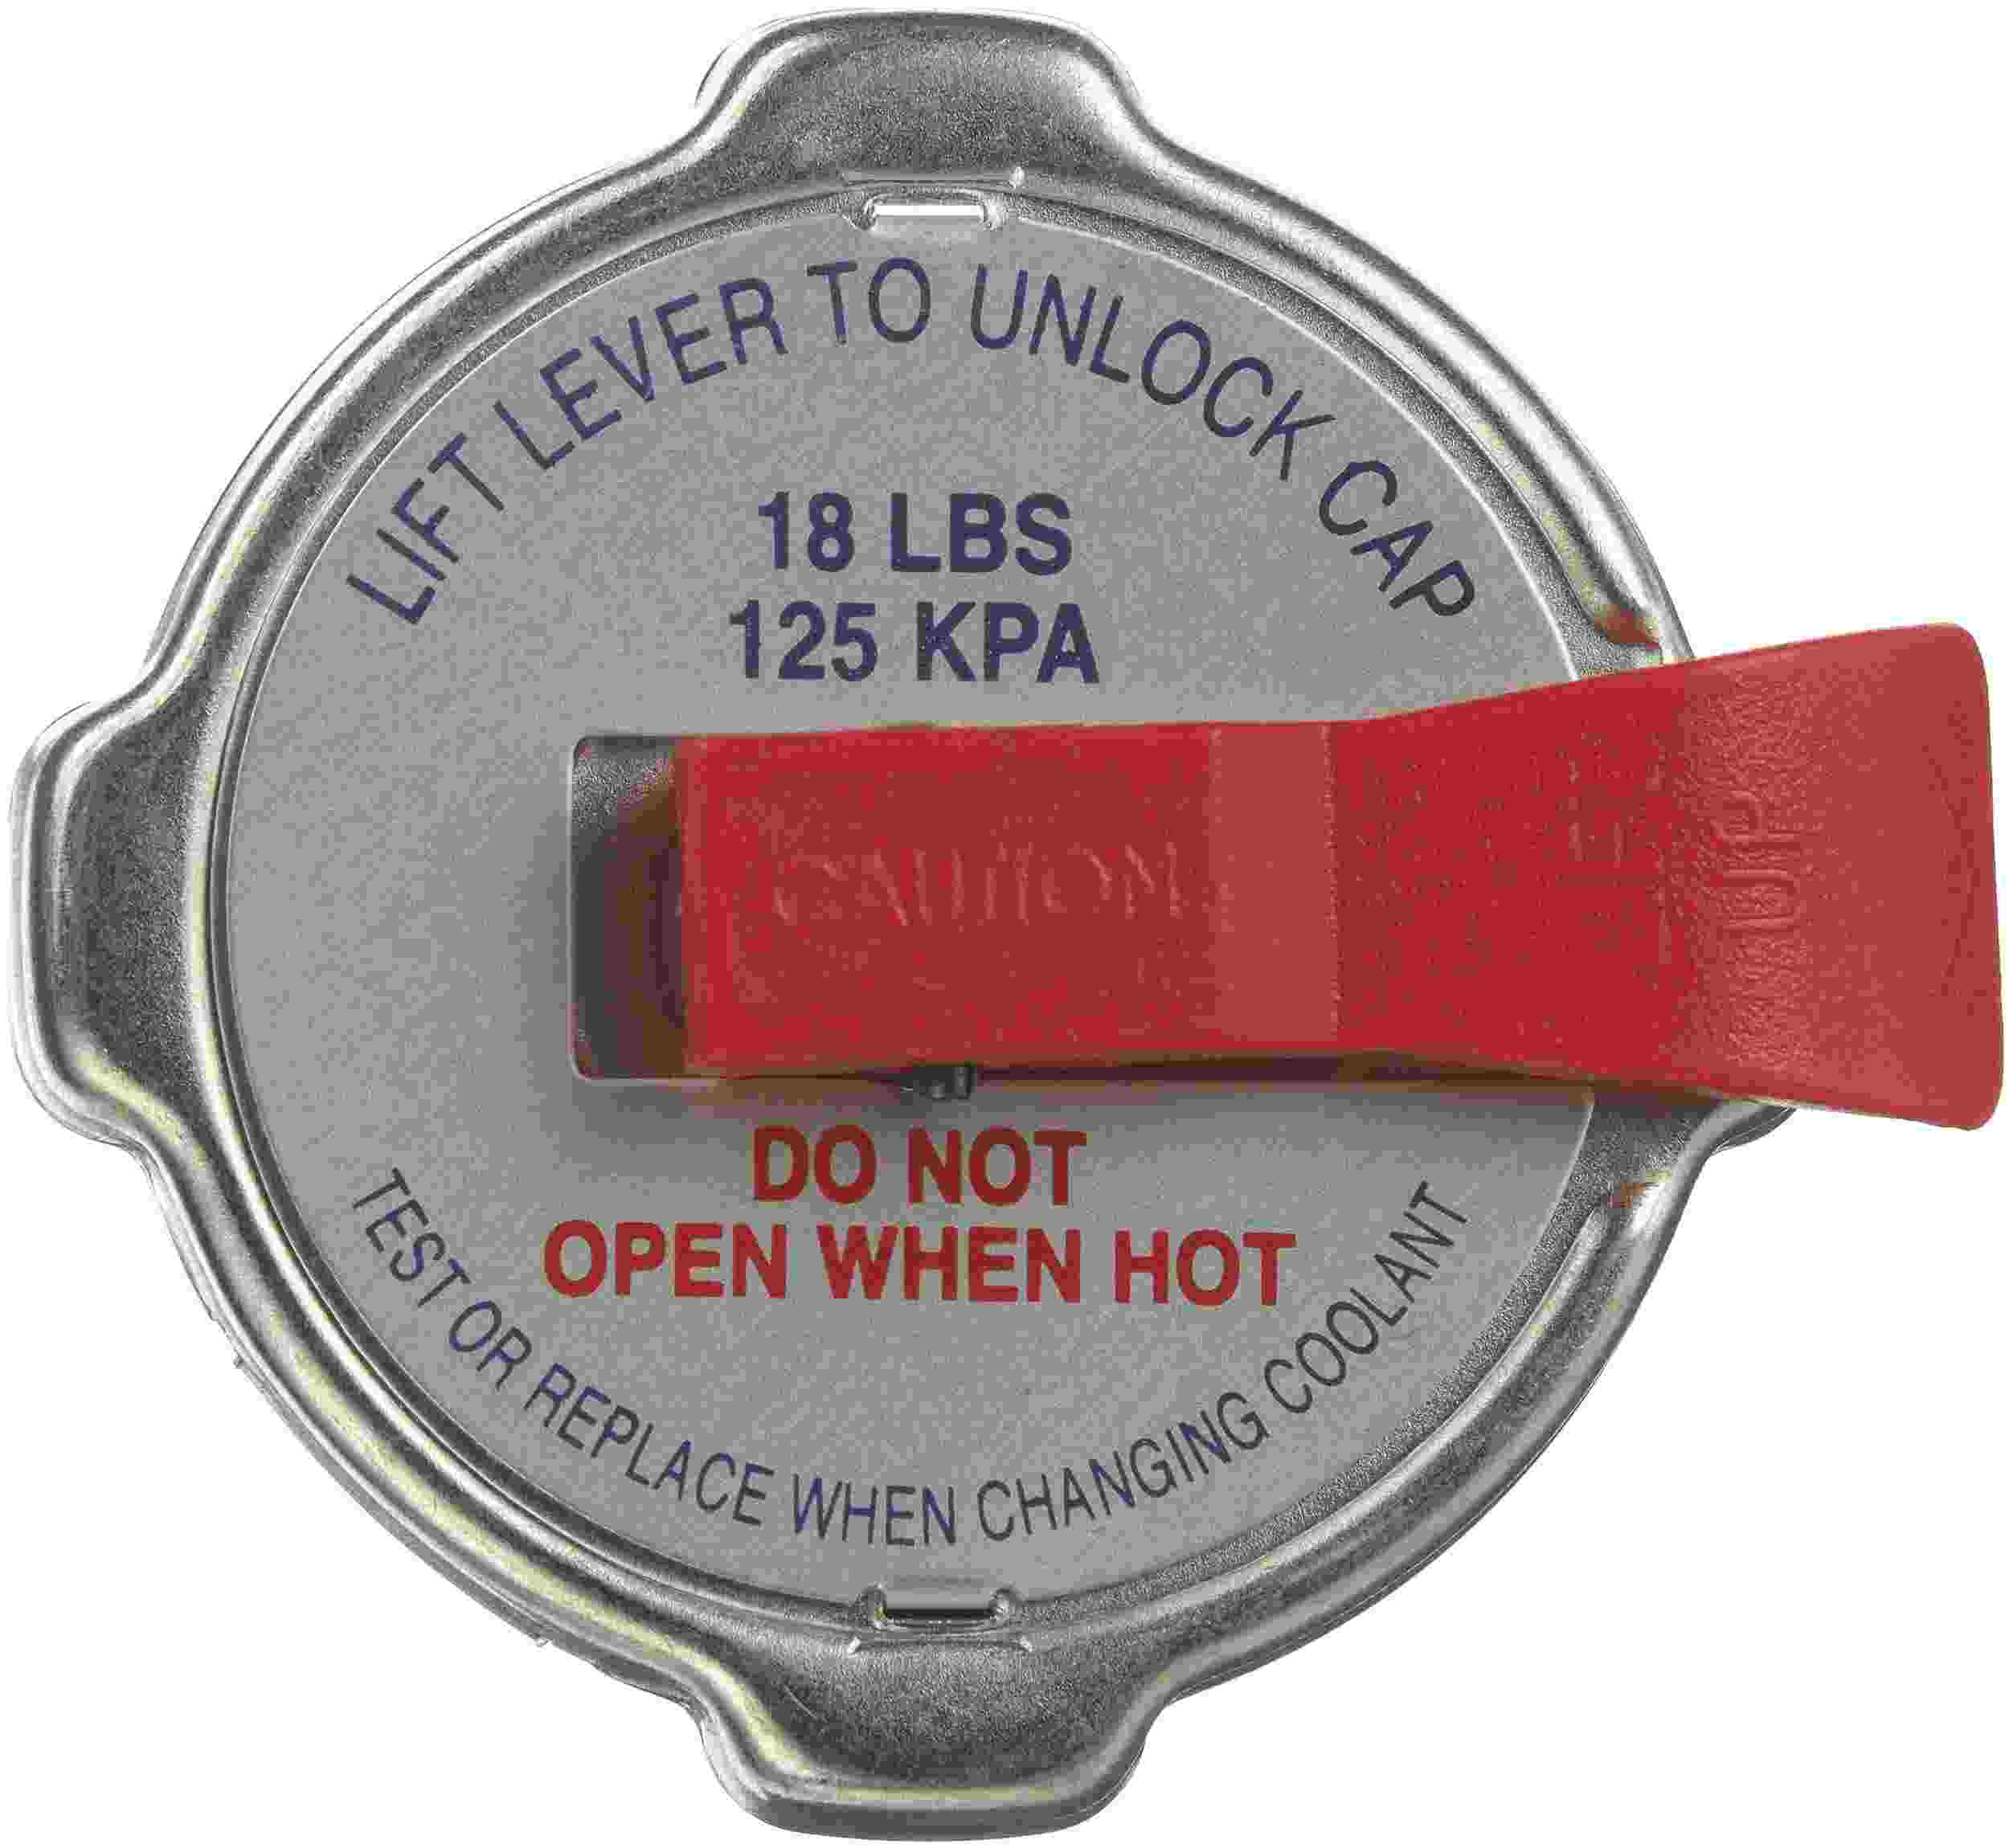 LIFT LEVER TO UNLOCK CAP
18 LBS
125 KPA
CAUTION
UP
DO NOT
OPEN WHEN HOT
TEST OR REPLACE WHEN CHANGING COOLANT